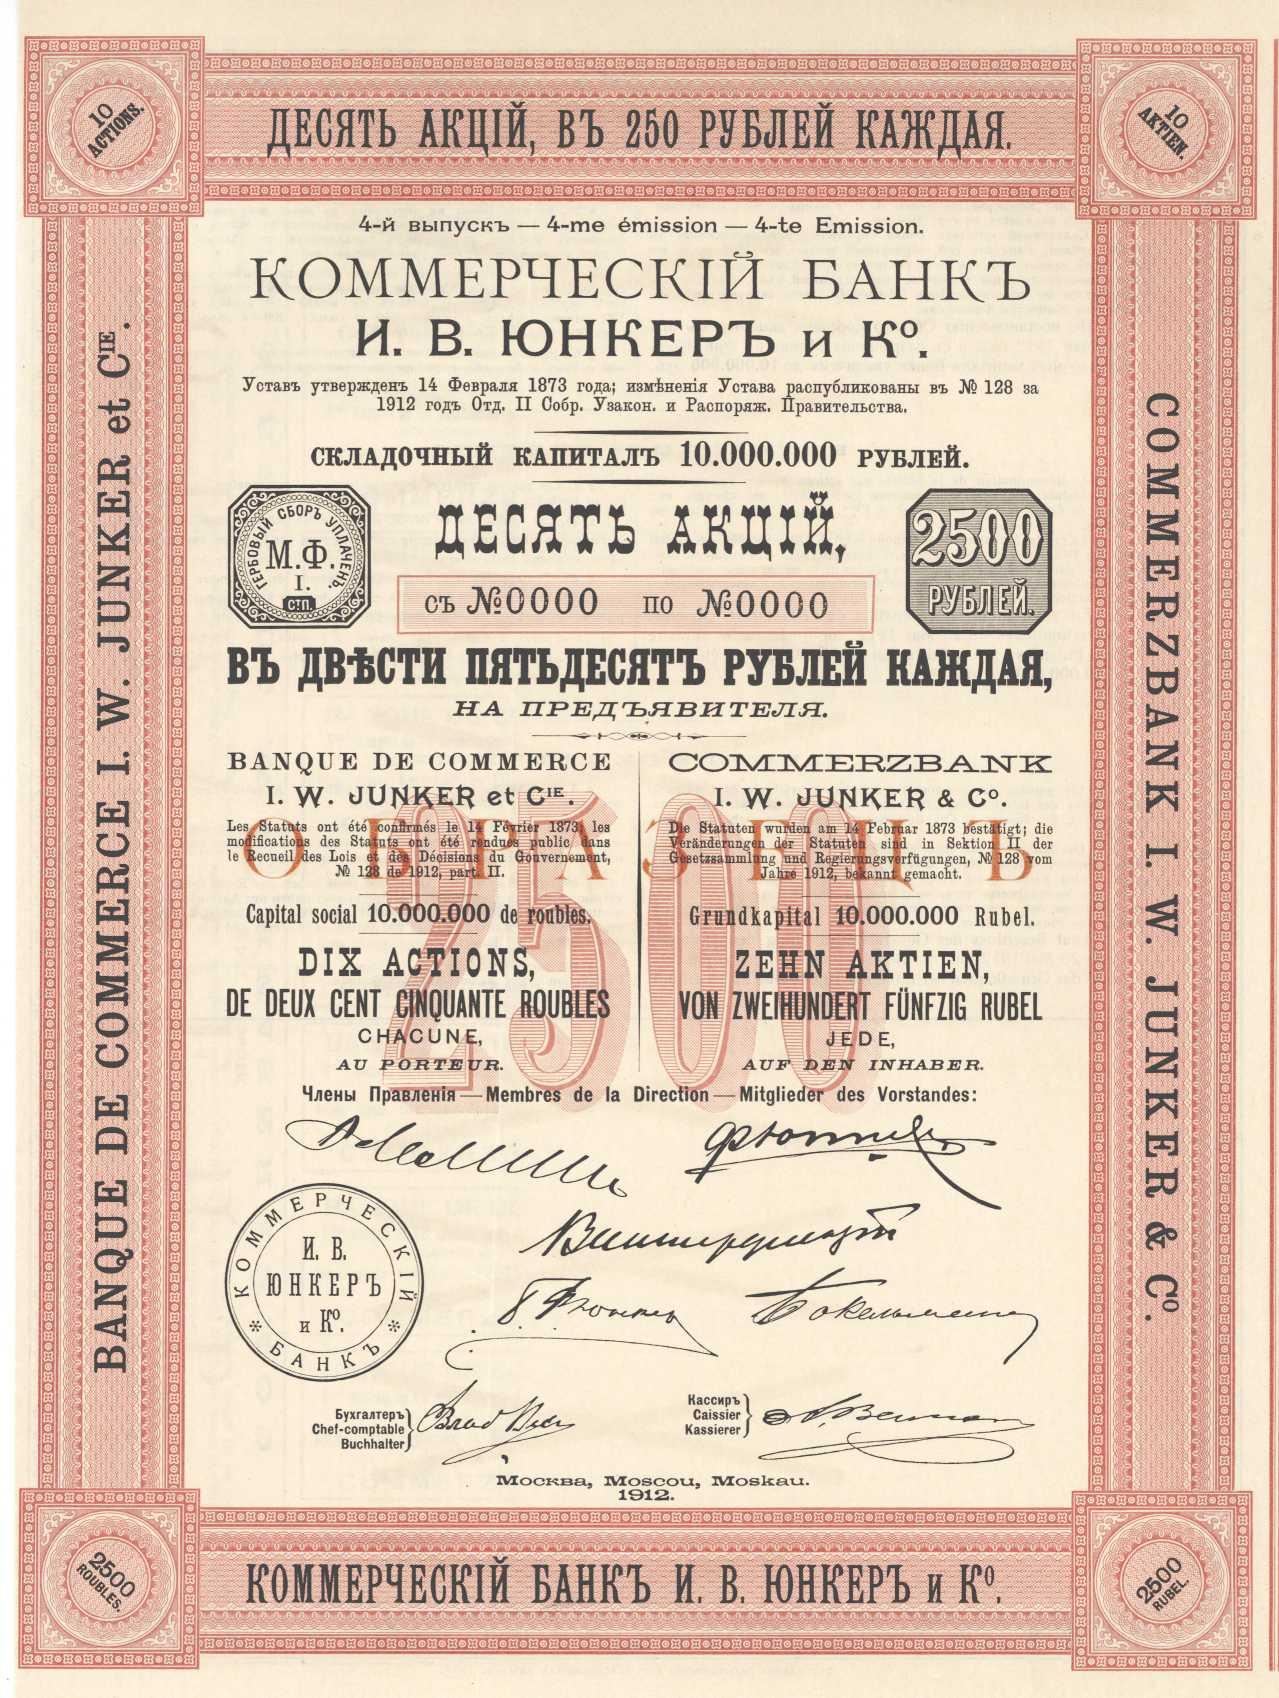 10
ACTIONS.
ДЕСЯТЬ АКЦІЙ, ВЪ 250 РУБЛЕЙ КАЖДАЯ.
10
AKTIEN.
4-й выпускъ — 4-me émission — 4-te Emission.
КОММЕРЧЕСКІЙ БАНКЪ
И. В. ЮНКЕРЪ и Кº.
Уставъ утвержденъ 14 Февраля 1873 года; измѣненія Устава распубликованы въ № 128 за
1912 годъ Отд. II Собр. Узакон. и Распоряж. Правительства.
СКЛАДОЧНЫЙ КАПИТАЛЪ 10.000.000 РУБЛЕЙ.
ГЕРБОВЫЙ СБОРЪ УПЛАЧЕНЪ.
М.Ф.
I.
СТП.
ДЕСЯТЬ АКЦІЙ,
2500
РУБЛЕЙ.
съ №0000 по №0000
ВЪ ДВѢСТИ ПЯТЬДЕСЯТЪ РУБЛЕЙ КАЖДАЯ,
НА ПРЕДЪЯВИТЕЛЯ.
BANQUE DE COMMERCE
I. W. JUNKER et CIE.
Les Statuts ont été confirmés le 14 Février 1873; les
modifications des Statuts ont été rendues public dans
le Recueil des Lois et des Décisions du Gouvernement,
№ 128 de 1912, part. II.
Capital social 10.000.000 de roubles.
DIX ACTIONS,
DE DEUX CENT CINQUANTE ROUBLES
CHACUNE,
AU PORTEUR.
COMMERZBANK
I. W. JUNKER & Cº.
Die Statuten wurden am 14 Februar 1873 bestätigt; die
Veränderungen der Statuten sind in Sektion II der
Gesetzsammlung und Regierungsverfügungen, № 128 vom
Jahre 1912, bekannt gemacht.
Grundkapital 10.000.000 Rubel.
ZEHN AKTIEN,
VON ZWEIHUNDERT FÜNFZIG RUBEL
JEDE,
AUF DEN INHABER.
ОБРАЗЕЦЪ
2500
Члены Правленія — Membres de la Direction — Mitglieder des Vorstandes:
КОММЕРЧЕСКІЙ
И. В.
ЮНКЕРЪ
и Кº.
* БАНКЪ *
Бухгалтеръ
Chef-comptable
Buchhalter
Кассиръ
Caissier
Kassierer
Москва, Moscou, Moskau.
1912.
BANQUE DE COMMERCE I. W. JUNKER et CIE.
COMMERZBANK I. W. JUNKER & Cº.
2500
ROUBLES.
КОММЕРЧЕСКІЙ БАНКЪ И. В. ЮНКЕРЪ и Кº.
2500
RUBEL.